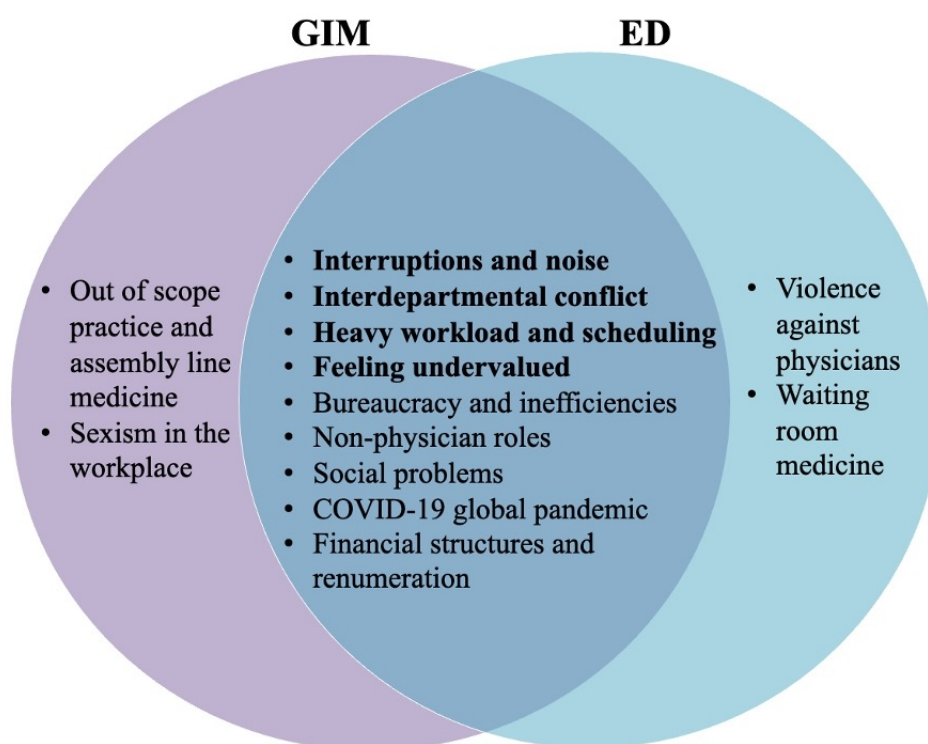 GIM
ED
• Out of scope
practice and
assembly line
medicine
• Sexism in the
workplace
• Interruptions and noise
• Interdepartmental conflict
• Heavy workload and scheduling
• Feeling undervalued
• Bureaucracy and inefficiencies
• Non-physician roles
• Social problems
• COVID-19 global pandemic
• Financial structures and
renumeration
• Violence
against
physicians
• Waiting
room
medicine